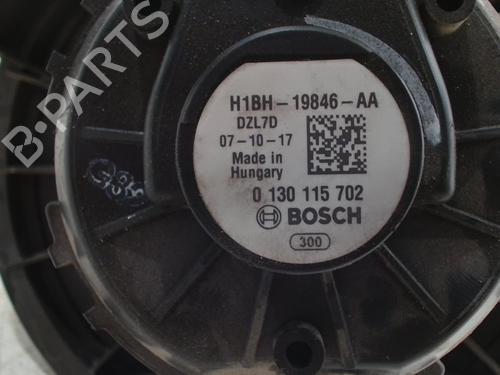 B-PARTS
H1BH-19846-AA
DZL7D
07-10-17
Made in
Hungary
0 130 115 702
BOSCH
300